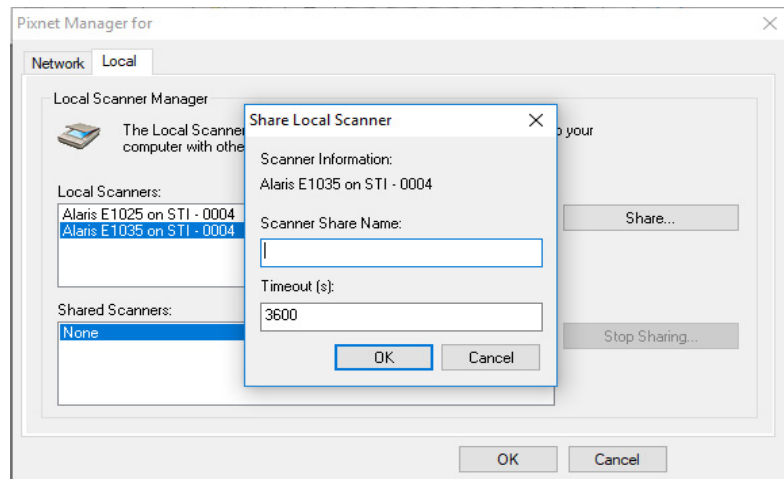 Pixnet Manager for
Network Local
Local Scanner Manager
The Local Scanner
o your
computer with othe
Local Scanners:
Alaris E1025 on STI - 0004
Alaris E1035 on STI - 0004
Share...
Shared Scanners:
None
Stop Sharing...
Share Local Scanner
Scanner Information:
Alaris E1035 on STI - 0004
Scanner Share Name:
Timeout (s):
3600
OK Cancel
OK Cancel